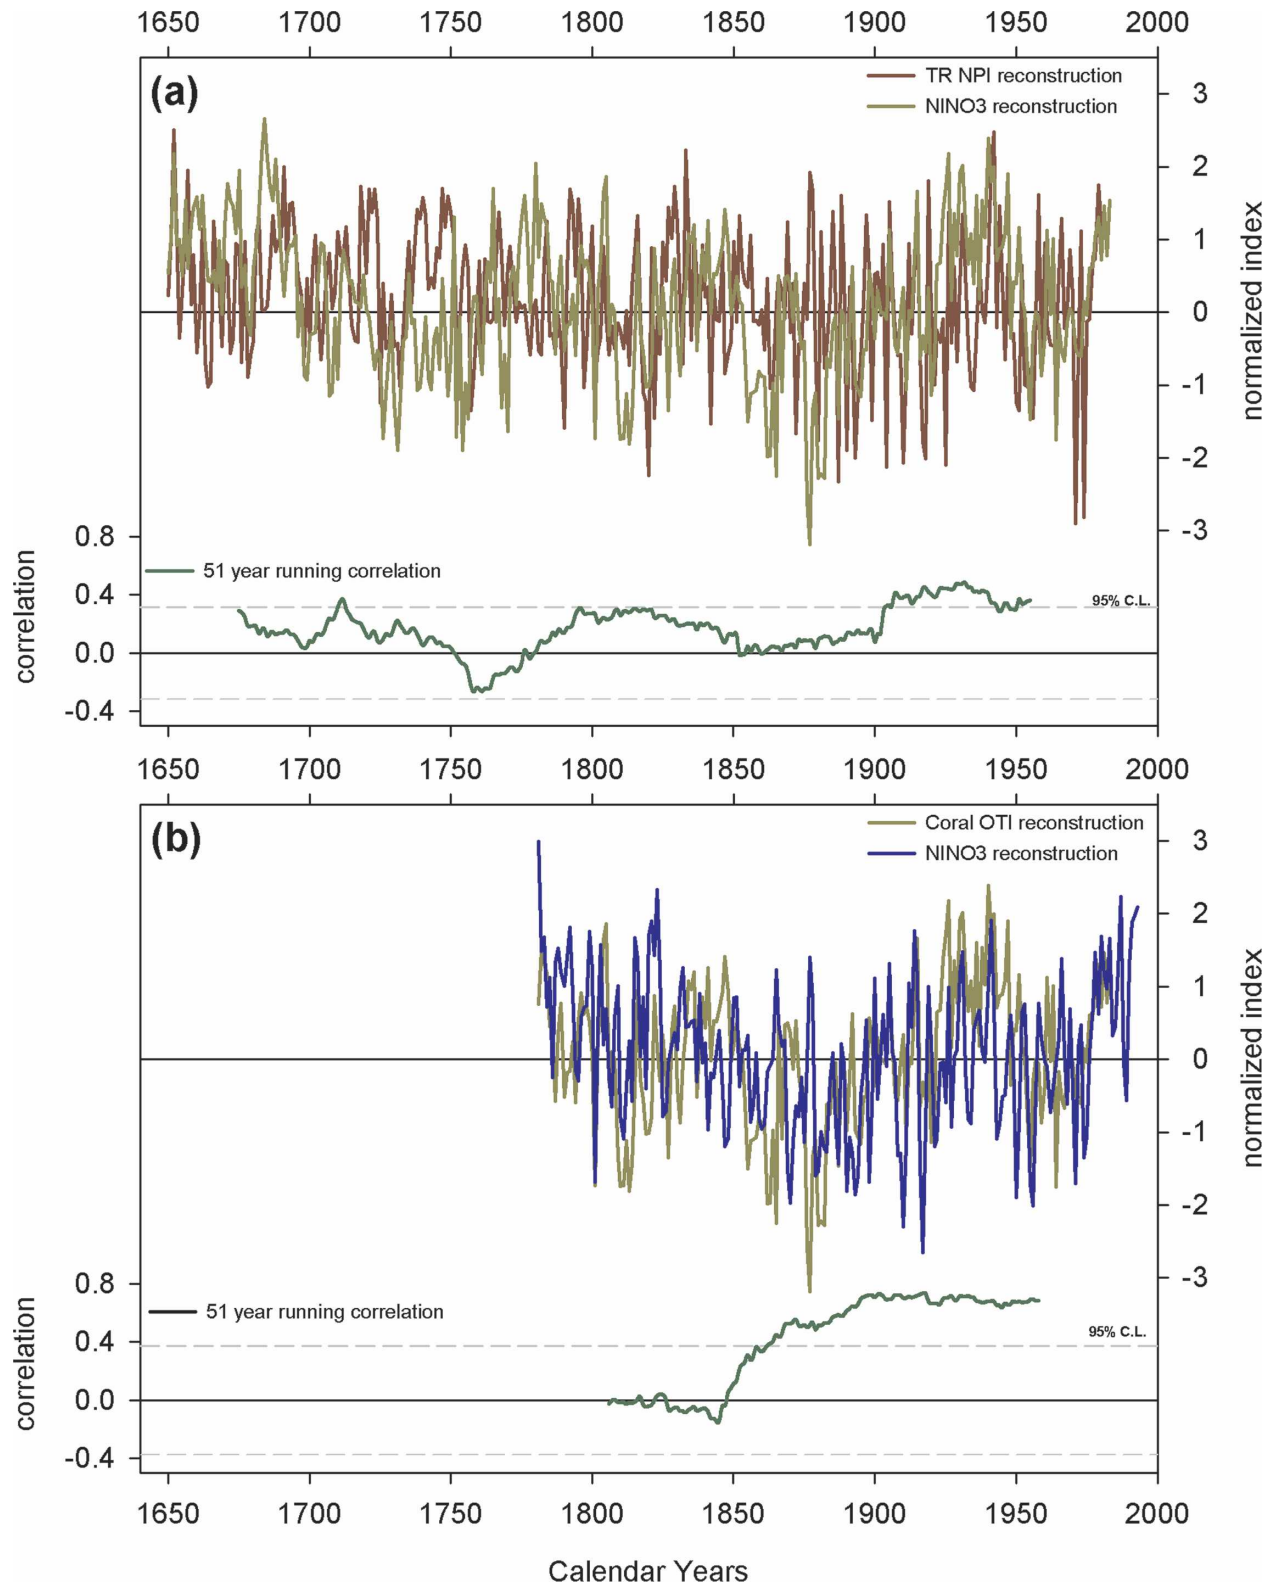 1650 1700 1750 1800 1850 1900 1950 2000
(a)
TR NPI reconstruction
NINO3 reconstruction
3
2
1
0
-1
-2
-3
normalized index
0.8
0.4
0.0
-0.4
correlation
51 year running correlation
95% C.L.
1650 1700 1750 1800 1850 1900 1950 2000
(b)
Coral OTI reconstruction
NINO3 reconstruction
3
2
1
0
-1
-2
-3
normalized index
0.8
0.4
0.0
-0.4
correlation
51 year running correlation
95% C.L.
1650 1700 1750 1800 1850 1900 1950 2000
Calendar Years